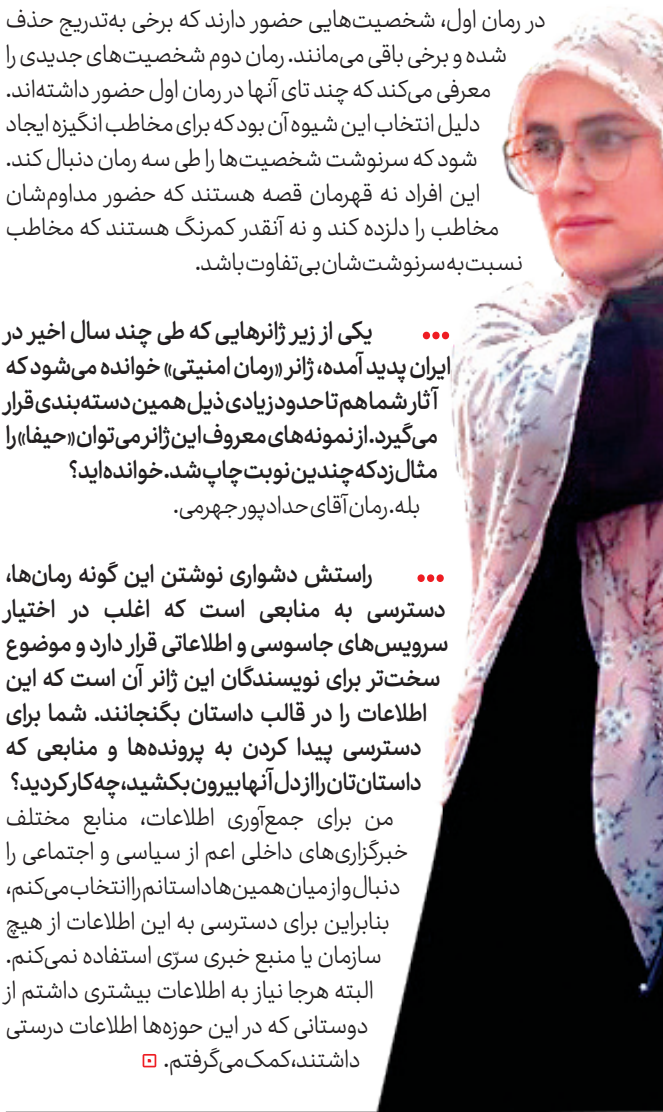 در رمان اول، شخصیت‌هایی حضور دارند که برخی به‌تدریج حذف
شده و برخی باقی می‌مانند. رمان دوم شخصیت‌های جدیدی را
معرفی می‌کند که چند تای آنها در رمان اول حضور داشته‌اند.
دلیل انتخاب این شیوه آن بود که برای مخاطب انگیزه ایجاد
شود که سرنوشت شخصیت‌ها را طی سه رمان دنبال کند.
این افراد نه قهرمان قصه هستند که حضور مداوم‌شان
مخاطب را دلزده کند و نه آنقدر کمرنگ هستند که مخاطب
نسبت به سرنوشت‌شان بی‌تفاوت باشد.
••• یکی از زیر ژانرهایی که طی چند سال اخیر در
ایران پدید آمده، ژانر «رمان امنیتی» خوانده می‌شود که
آثار شما هم تا حدود زیادی ذیل همین دسته‌بندی قرار
می‌گیرد. از نمونه‌های معروف این ژانر می‌توان «حیفا» را
مثال زد که چندین نوبت چاپ شد. خوانده‌اید؟
بله. رمان آقای حدادپور جهرمی.
••• راستش دشواری نوشتن این گونه رمان‌ها،
دسترسی به منابعی است که اغلب در اختیار
سرویس‌های جاسوسی و اطلاعاتی قرار دارد و موضوع
سخت‌تر برای نویسندگان این ژانر آن است که این
اطلاعات را در قالب داستان بگنجانند. شما برای
دسترسی پیدا کردن به پرونده‌ها و منابعی که
داستان‌تان را از دل آنها بیرون بکشید، چه کار کردید؟
من برای جمع‌آوری اطلاعات، منابع مختلف
خبرگزاری‌های داخلی اعم از سیاسی و اجتماعی را
دنبال و از میان همین‌ها داستانم را انتخاب می‌کنم،
بنابراین برای دسترسی به این اطلاعات از هیچ
سازمان یا منبع خبری سرّی استفاده نمی‌کنم.
البته هرجا نیاز به اطلاعات بیشتری داشتم از
دوستانی که در این حوزه‌ها اطلاعات درستی
داشتند، کمک می‌گرفتم.